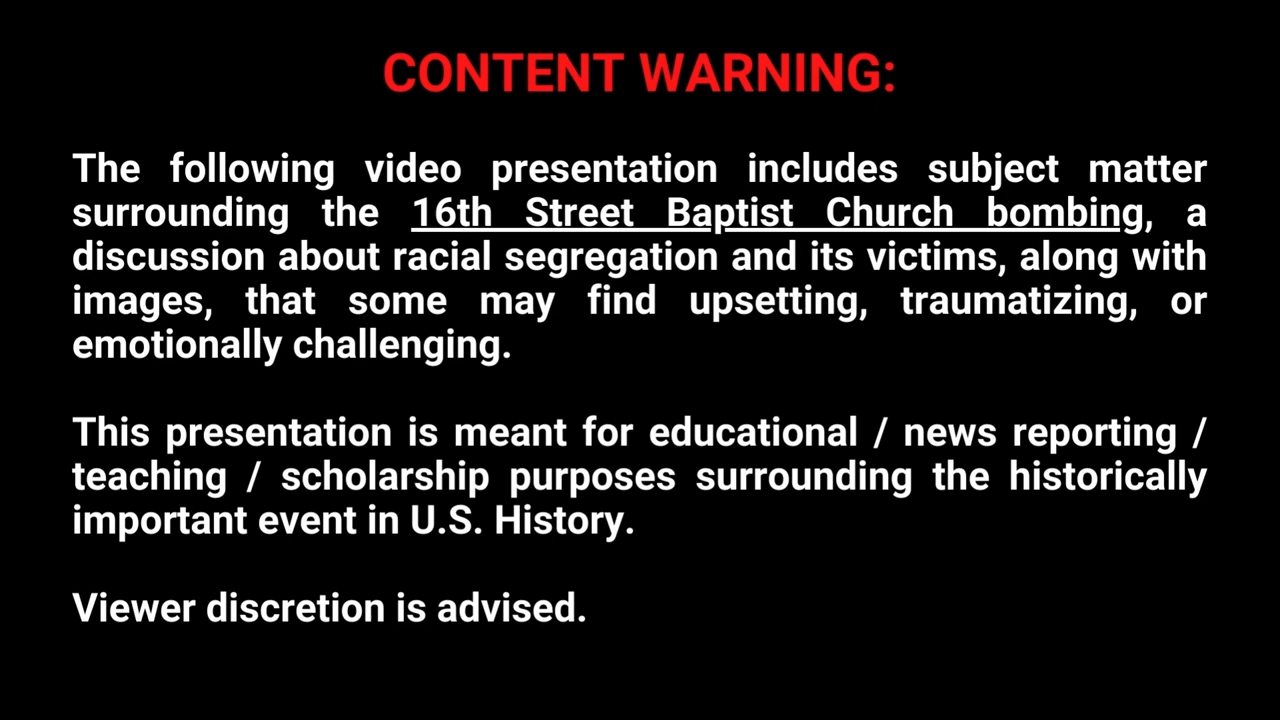 CONTENT WARNING:
The following video presentation includes subject matter
surrounding the 16th Street Baptist Church bombing, a
discussion about racial segregation and its victims, along with
images, that some may find upsetting, traumatizing, or
emotionally challenging.
This presentation is meant for educational / news reporting /
teaching / scholarship purposes surrounding the historically
important event in U.S. History.
Viewer discretion is advised.